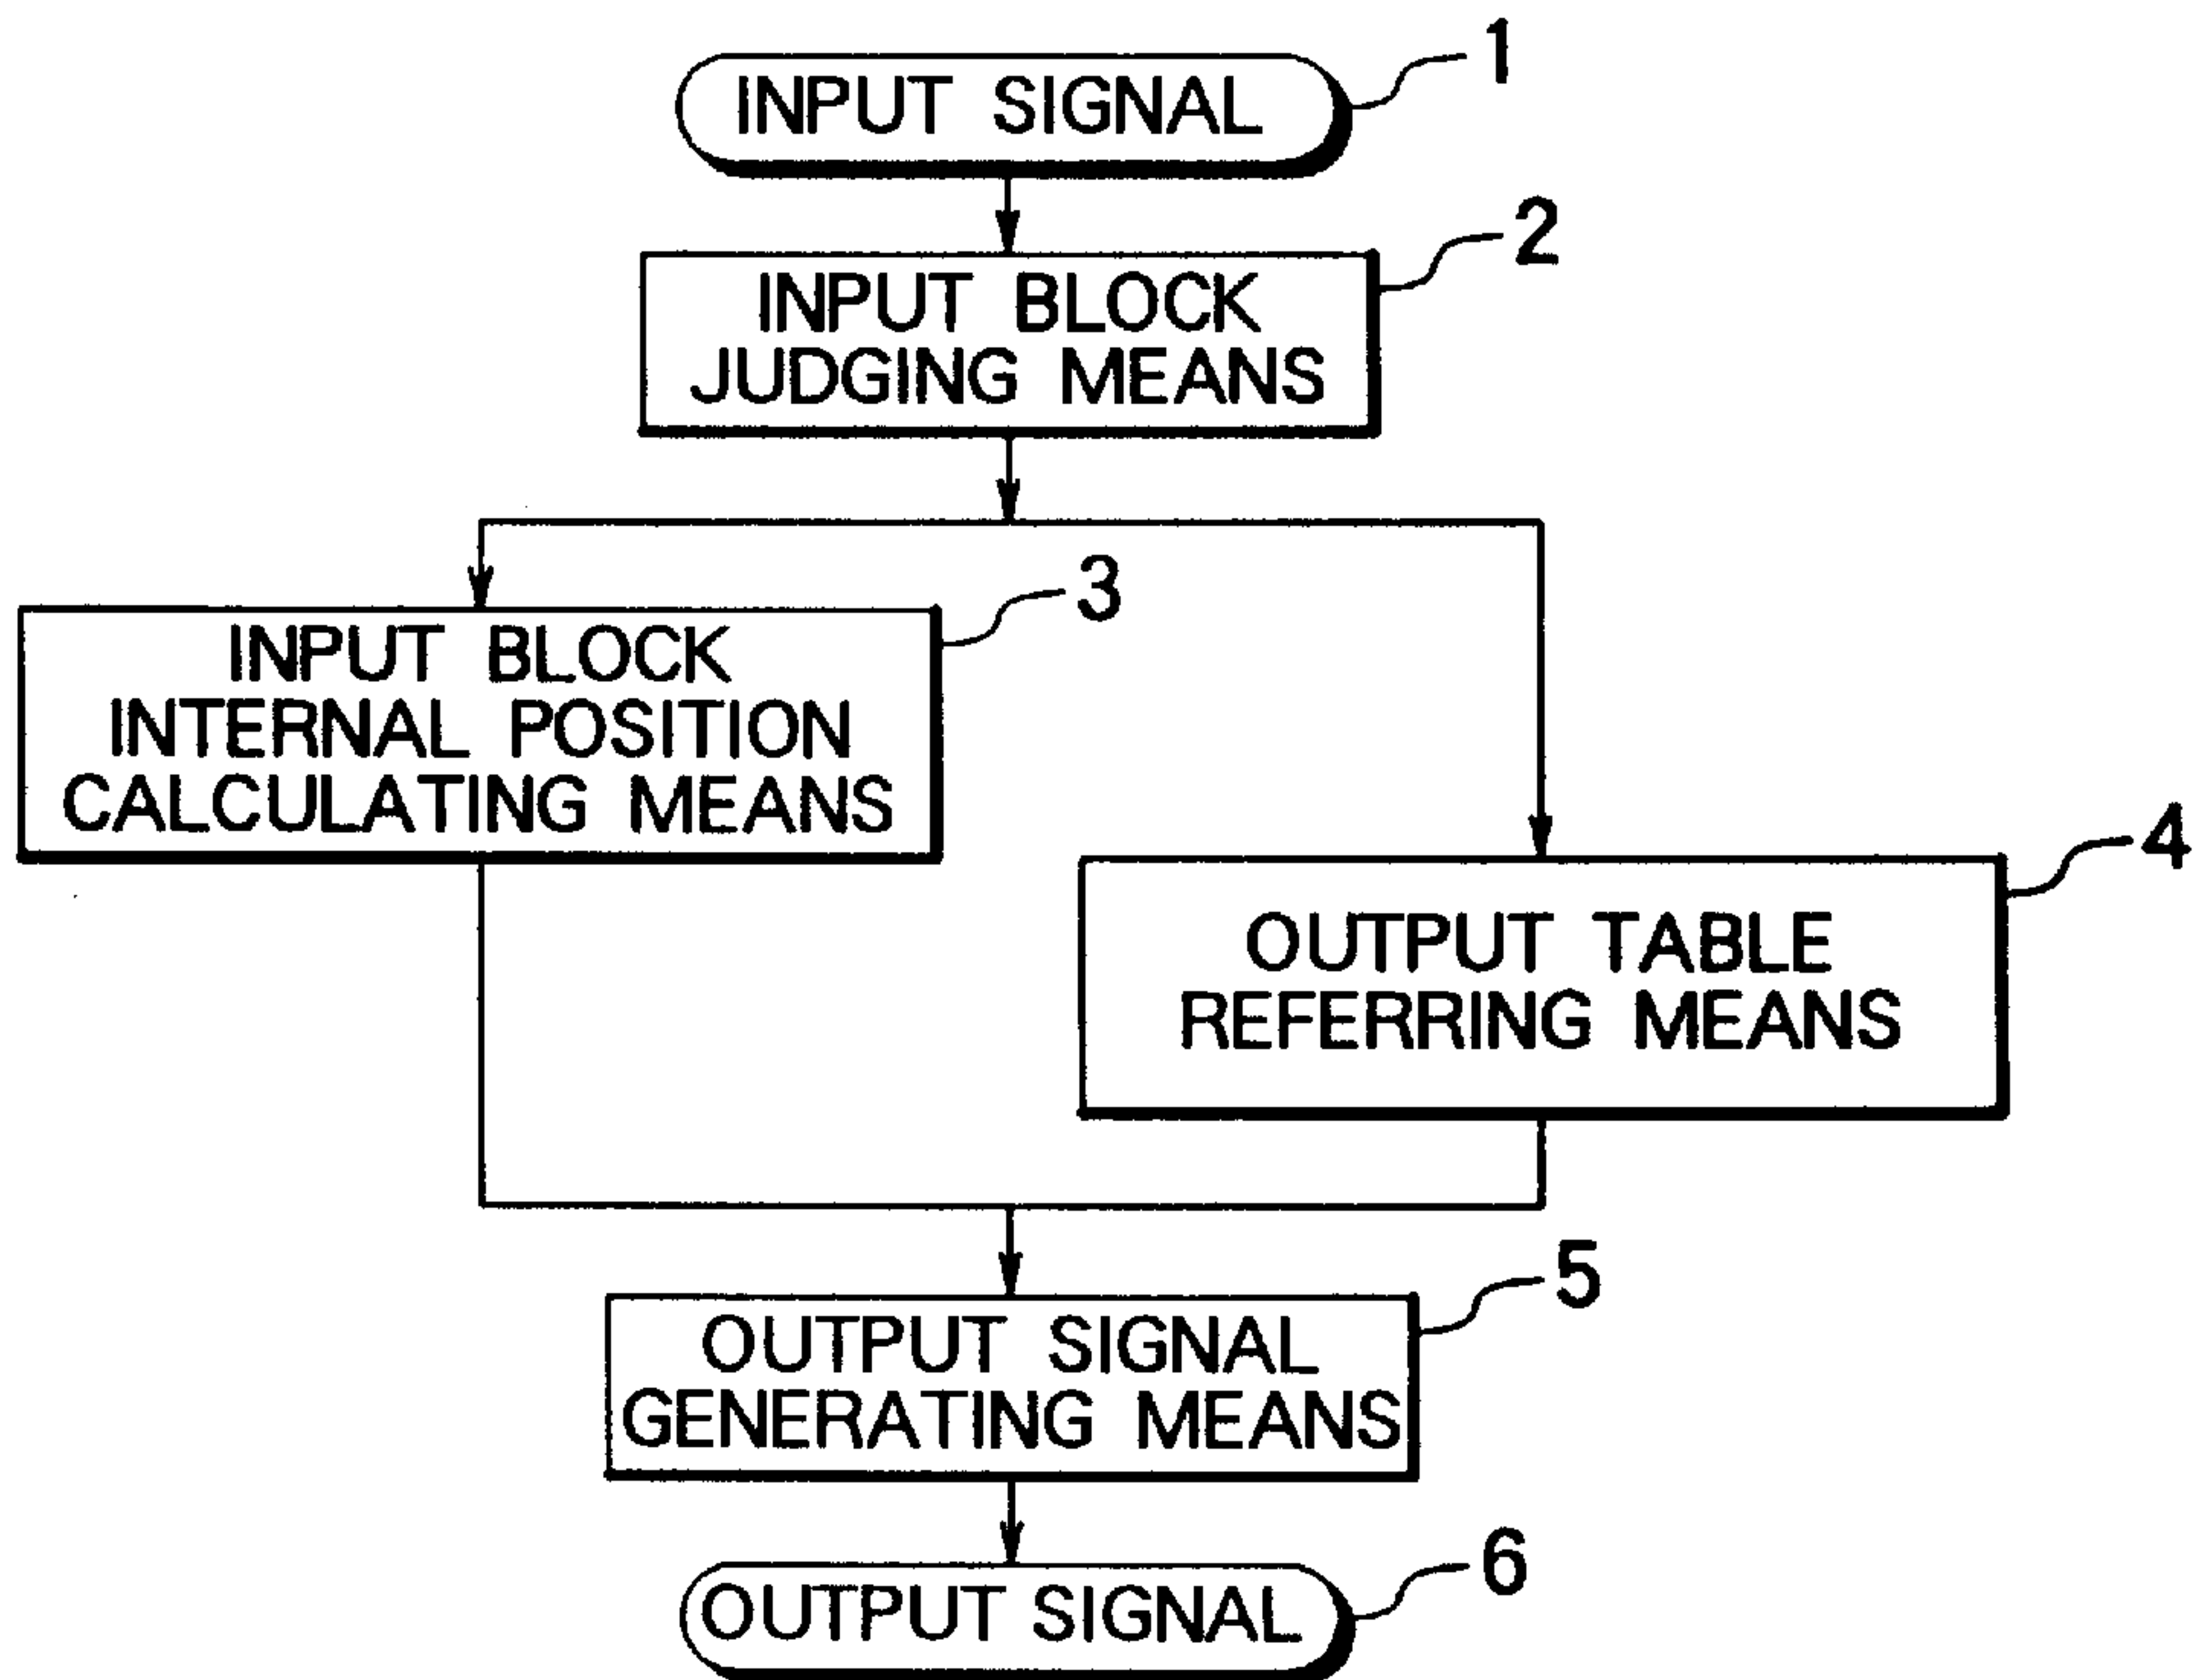 1
INPUT SIGNAL
2
INPUT BLOCK
JUDGING MEANS
3
INPUT BLOCK
INTERNAL POSITION
CALCULATING MEANS
4
OUTPUT TABLE
REFERRING MEANS
5
OUTPUT SIGNAL
GENERATING MEANS
6
OUTPUT SIGNAL